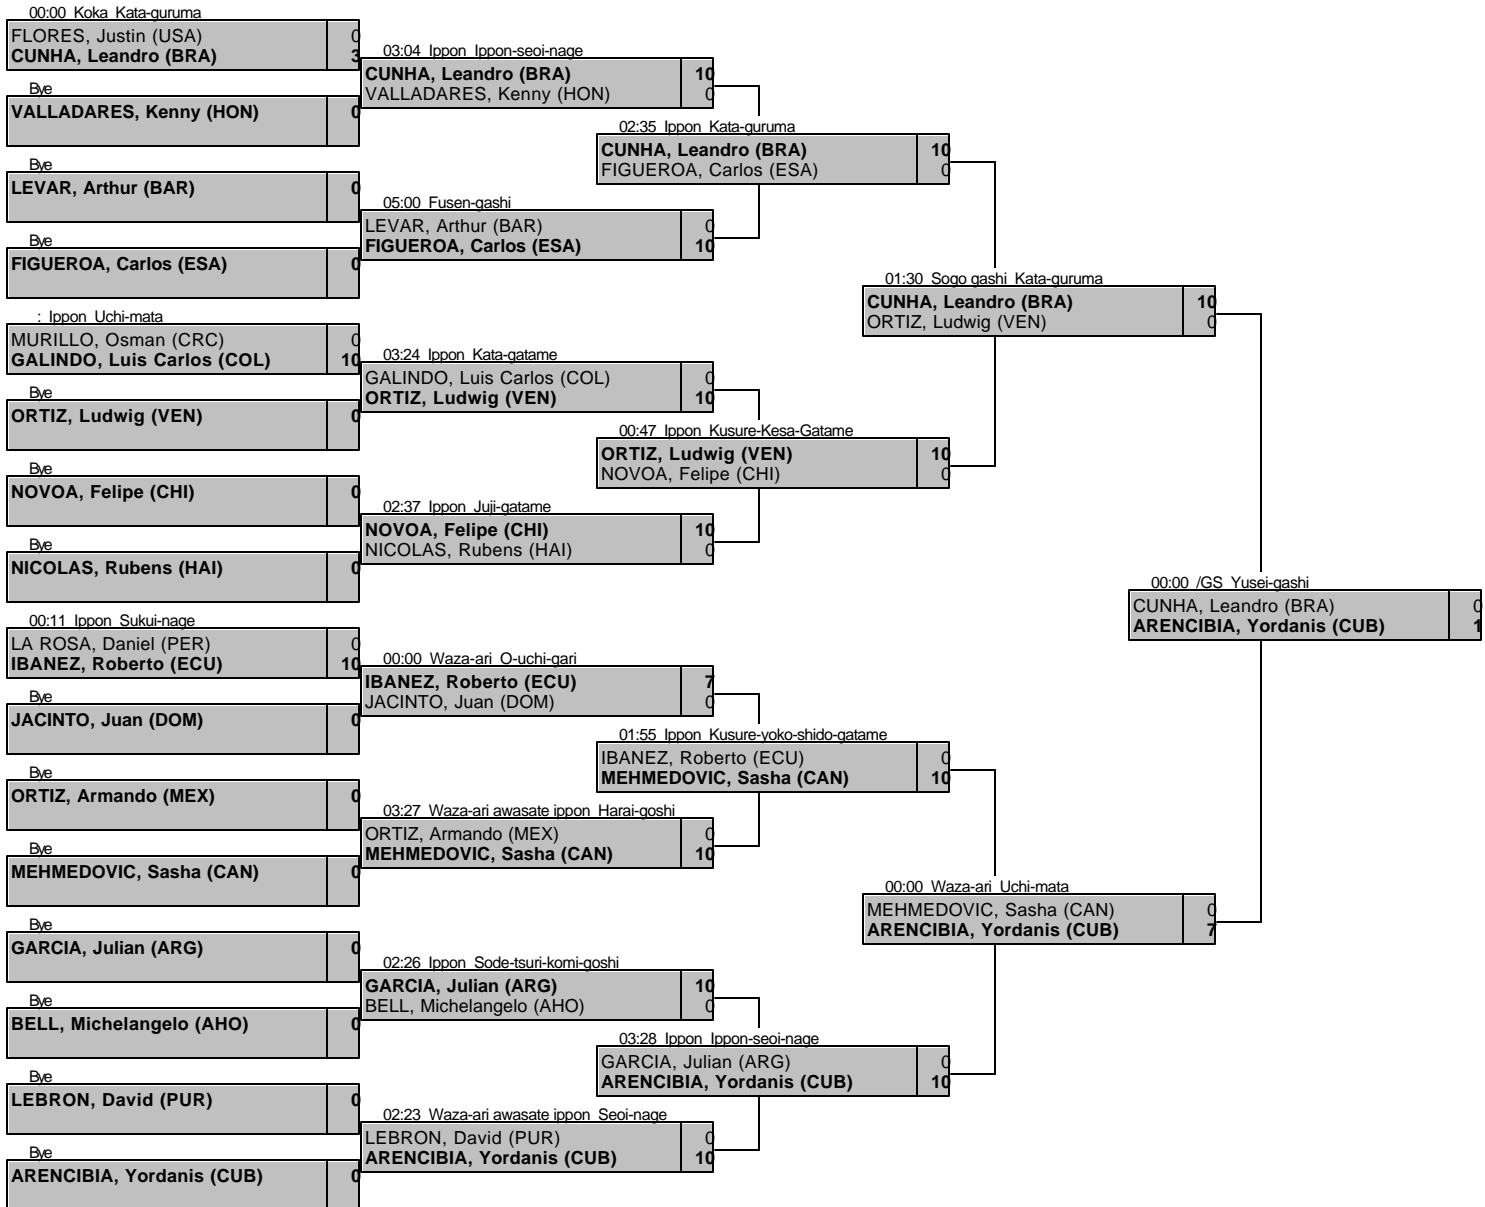 00:00 Koka Kata-guruma
FLORES, Justin (USA) 0
CUNHA, Leandro (BRA) 3
Bye
VALLADARES, Kenny (HON) 0
Bye
LEVAR, Arthur (BAR) 0
Bye
FIGUEROA, Carlos (ESA) 0
: Ippon Uchi-mata
MURILLO, Osman (CRC) 0
GALINDO, Luis Carlos (COL) 10
Bye
ORTIZ, Ludwig (VEN) 0
Bye
NOVOA, Felipe (CHI) 0
Bye
NICOLAS, Rubens (HAI) 0
00:11 Ippon Sukui-nage
LA ROSA, Daniel (PER) 0
IBANEZ, Roberto (ECU) 10
Bye
JACINTO, Juan (DOM) 0
Bye
ORTIZ, Armando (MEX) 0
Bye
MEHMEDOVIC, Sasha (CAN) 0
Bye
GARCIA, Julian (ARG) 0
Bye
BELL, Michelangelo (AHO) 0
Bye
LEBRON, David (PUR) 0
Bye
ARENCIBIA, Yordanis (CUB) 0
03:04 Ippon Ippon-seoi-nage
CUNHA, Leandro (BRA) 10
VALLADARES, Kenny (HON) 0
05:00 Fusen-gashi
LEVAR, Arthur (BAR) 0
FIGUEROA, Carlos (ESA) 10
03:24 Ippon Kata-gatame
GALINDO, Luis Carlos (COL) 0
ORTIZ, Ludwig (VEN) 10
02:37 Ippon Juji-gatame
NOVOA, Felipe (CHI) 10
NICOLAS, Rubens (HAI) 0
00:00 Waza-ari O-uchi-gari
IBANEZ, Roberto (ECU) 7
JACINTO, Juan (DOM) 0
03:27 Waza-ari awasate ippon Harai-goshi
ORTIZ, Armando (MEX) 0
MEHMEDOVIC, Sasha (CAN) 10
02:26 Ippon Sode-tsuri-komi-goshi
GARCIA, Julian (ARG) 10
BELL, Michelangelo (AHO) 0
02:23 Waza-ari awasate ippon Seoi-nage
LEBRON, David (PUR) 0
ARENCIBIA, Yordanis (CUB) 10
02:35 Ippon Kata-guruma
CUNHA, Leandro (BRA) 10
FIGUEROA, Carlos (ESA) 0
00:47 Ippon Kusure-Kesa-Gatame
ORTIZ, Ludwig (VEN) 10
NOVOA, Felipe (CHI) 0
01:55 Ippon Kusure-yoko-shido-gatame
IBANEZ, Roberto (ECU) 0
MEHMEDOVIC, Sasha (CAN) 10
03:28 Ippon Ippon-seoi-nage
GARCIA, Julian (ARG) 0
ARENCIBIA, Yordanis (CUB) 10
01:30 Sogo gashi Kata-guruma
CUNHA, Leandro (BRA) 10
ORTIZ, Ludwig (VEN) 0
00:00 Waza-ari Uchi-mata
MEHMEDOVIC, Sasha (CAN) 0
ARENCIBIA, Yordanis (CUB) 7
00:00 /GS Yusei-gashi
CUNHA, Leandro (BRA) 0
ARENCIBIA, Yordanis (CUB) 1